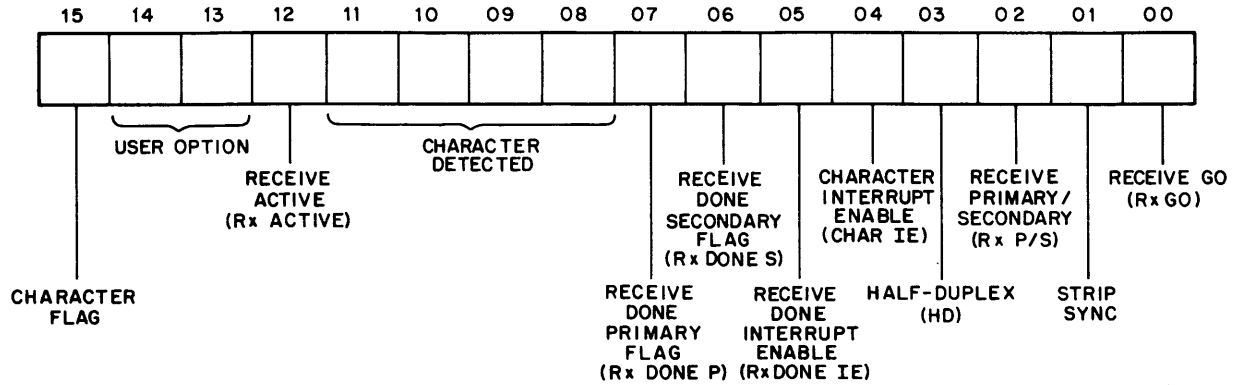 15 14 13 12 11 10 09 08 07 06 05 04 03 02 01 00
USER OPTION
CHARACTER
DETECTED
RECEIVE
ACTIVE
(Rx ACTIVE)
RECEIVE
DONE
SECONDARY
FLAG
(Rx DONE S)
CHARACTER
INTERRUPT
ENABLE
(CHAR IE)
RECEIVE
PRIMARY/
SECONDARY
(Rx P/S)
RECEIVE GO
(Rx GO)
CHARACTER
FLAG
RECEIVE
DONE
PRIMARY
FLAG
(Rx DONE P)
RECEIVE
DONE
INTERRUPT
ENABLE
(Rx DONE IE)
HALF-DUPLEX
(HD)
STRIP
SYNC